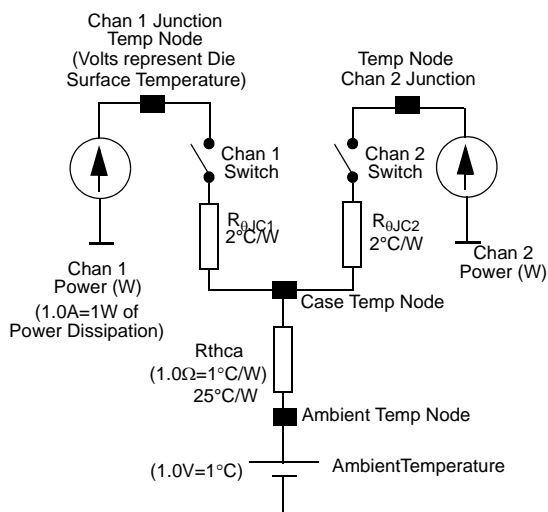 Chan 1 Junction
Temp Node
(Volts represent Die
Surface Temperature)
Temp Node
Chan 2 Junction
Chan 1
Switch
Chan 2
Switch
RθJC1
2°C/W
RθJC2
2°C/W
Chan 1
Power (W)
(1.0A=1W of
Power Dissipation)
Chan 2
Power (W)
Case Temp Node
Rthca
(1.0Ω=1°C/W)
25°C/W
Ambient Temp Node
(1.0V=1°C)
AmbientTemperature